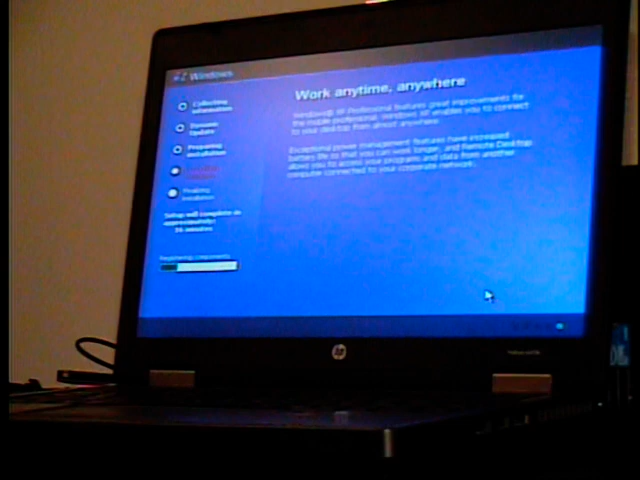 Windows
Collecting
information
Dynamic
Update
Preparing
installation
Finalizing
installation
Setup will complete in
approximately:
Registering components
Work anytime, anywhere
Windows® XP Professional features great improvements for
the mobile professional. Windows XP enables you to connect
to your desktop from almost anywhere.
Exceptional power management features have increased
battery life so that you can work longer, and Remote Desktop
allows you to access your programs and data from another
computer connected to your corporate network.
hp